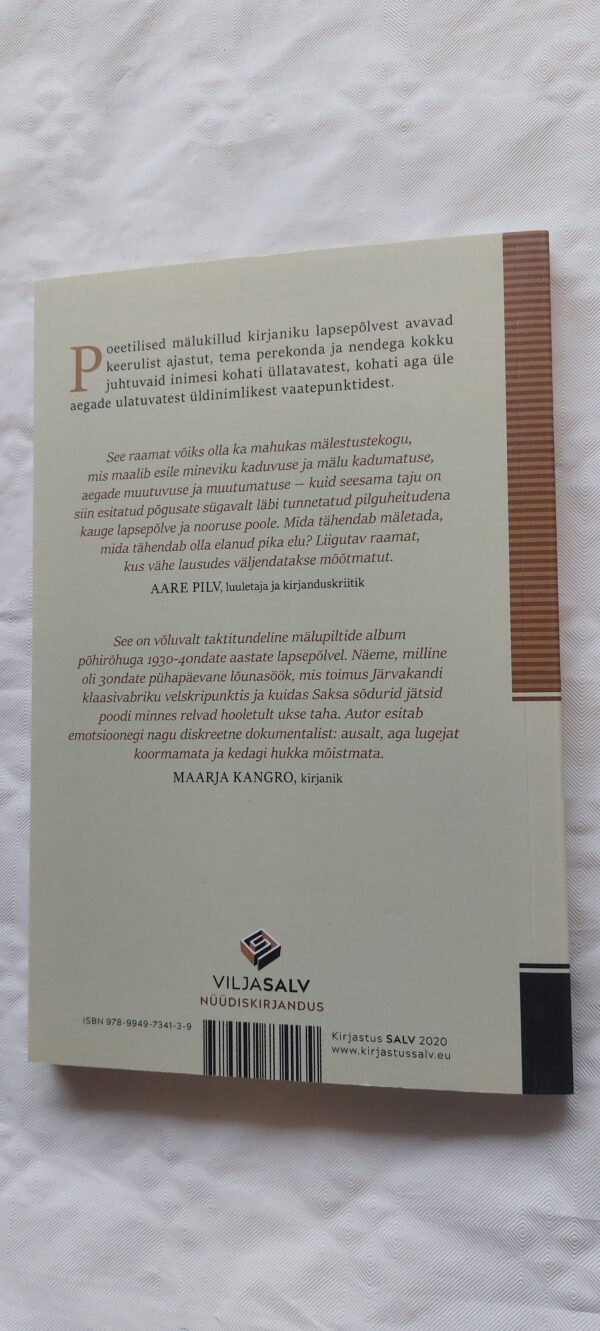 Poeetilised mälukillud kirjaniku lapsepõlvest avavad
keerulist ajastut, tema perekonda ja nendega kokku
juhtuvaid inimesi kohati üllatavatest, kohati aga üle
aegade ulatuvatest üldinimlikest vaatepunktidest.
See raamat võiks olla ka mahukas mälestustekogu,
mis maalib esile mineviku kaduvuse ja mälu kadumatuse,
aegade muutuvuse ja muutumatuse – kuid seesama taju on
siin esitatud põgusate sügavalt läbi tunnetatud pilguheitudena
kauge lapsepõlve ja nooruse poole. Mida tähendab mäletada,
mida tähendab olla elanud pika elu? Liigutav raamat,
kus vähe lausudes väljendatakse mõõtmatut.
AARE PILV, luuletaja ja kirjanduskriitik
See on võluvalt taktitundeline mälupiltide album
põhirõhuga 1930-40ndate aastate lapsepõlvel. Näeme, milline
oli 30ndate pühapäevane lõunasöök, mis toimus Järvakandi
klaasivabriku velskripunktis ja kuidas Saksa sõdurid jätsid
poodi minnes relvad hooletult ukse taha. Autor esitab
emotsioonegi nagu diskreetne dokumentalist: ausalt, aga lugejat
koormamata ja kedagi hukka mõistmata.
MAARJA KANGRO, kirjanik
VILJASALV
NÜÜDISKIRJANDUS
ISBN 978-9949-7341-3-9
Kirjastus SALV 2020
www.kirjastussalv.eu